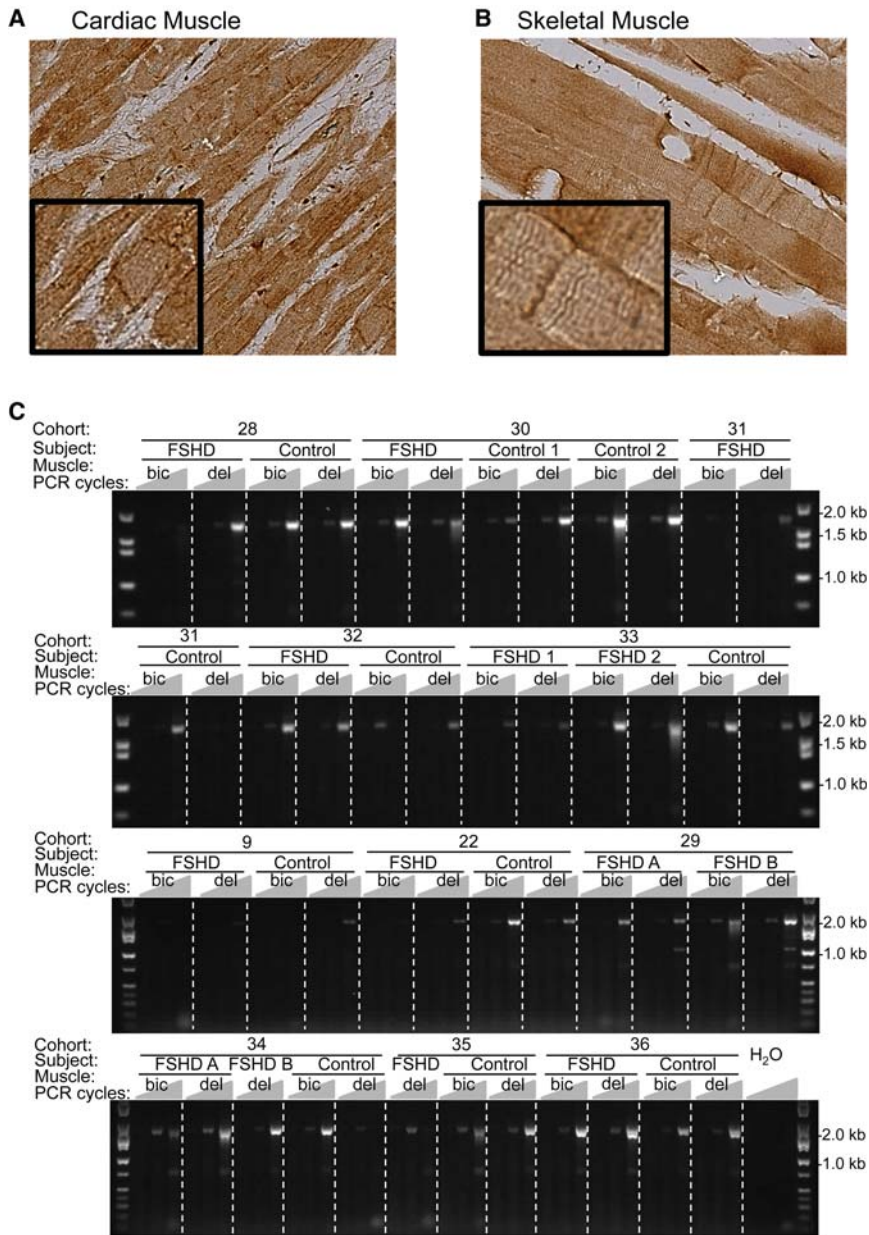 A Cardiac Muscle
B Skeletal Muscle
C
Cohort: 28 30 31
Subject: FSHD Control FSHD Control 1 Control 2 FSHD
Muscle: bic del bic del bic del bic del bic del bic del
PCR cycles:
-2.0 kb
-1.5 kb
-1.0 kb
Cohort: 31 32 33
Subject: Control FSHD Control FSHD 1 FSHD 2 Control
Muscle: bic del bic del bic del bic del bic del bic del
PCR cycles:
-2.0 kb
-1.5 kb
-1.0 kb
Cohort: 9 22 29
Subject: FSHD Control FSHD Control FSHD A FSHD B
Muscle: bic del bic del bic del bic del bic del bic del
PCR cycles:
-2.0 kb
-1.0 kb
Cohort: 34 35 36
Subject: FSHD A FSHD B Control FSHD Control FSHD Control H2O
Muscle: bic del del bic del del bic del bic del bic del
PCR cycles:
-2.0 kb
-1.0 kb